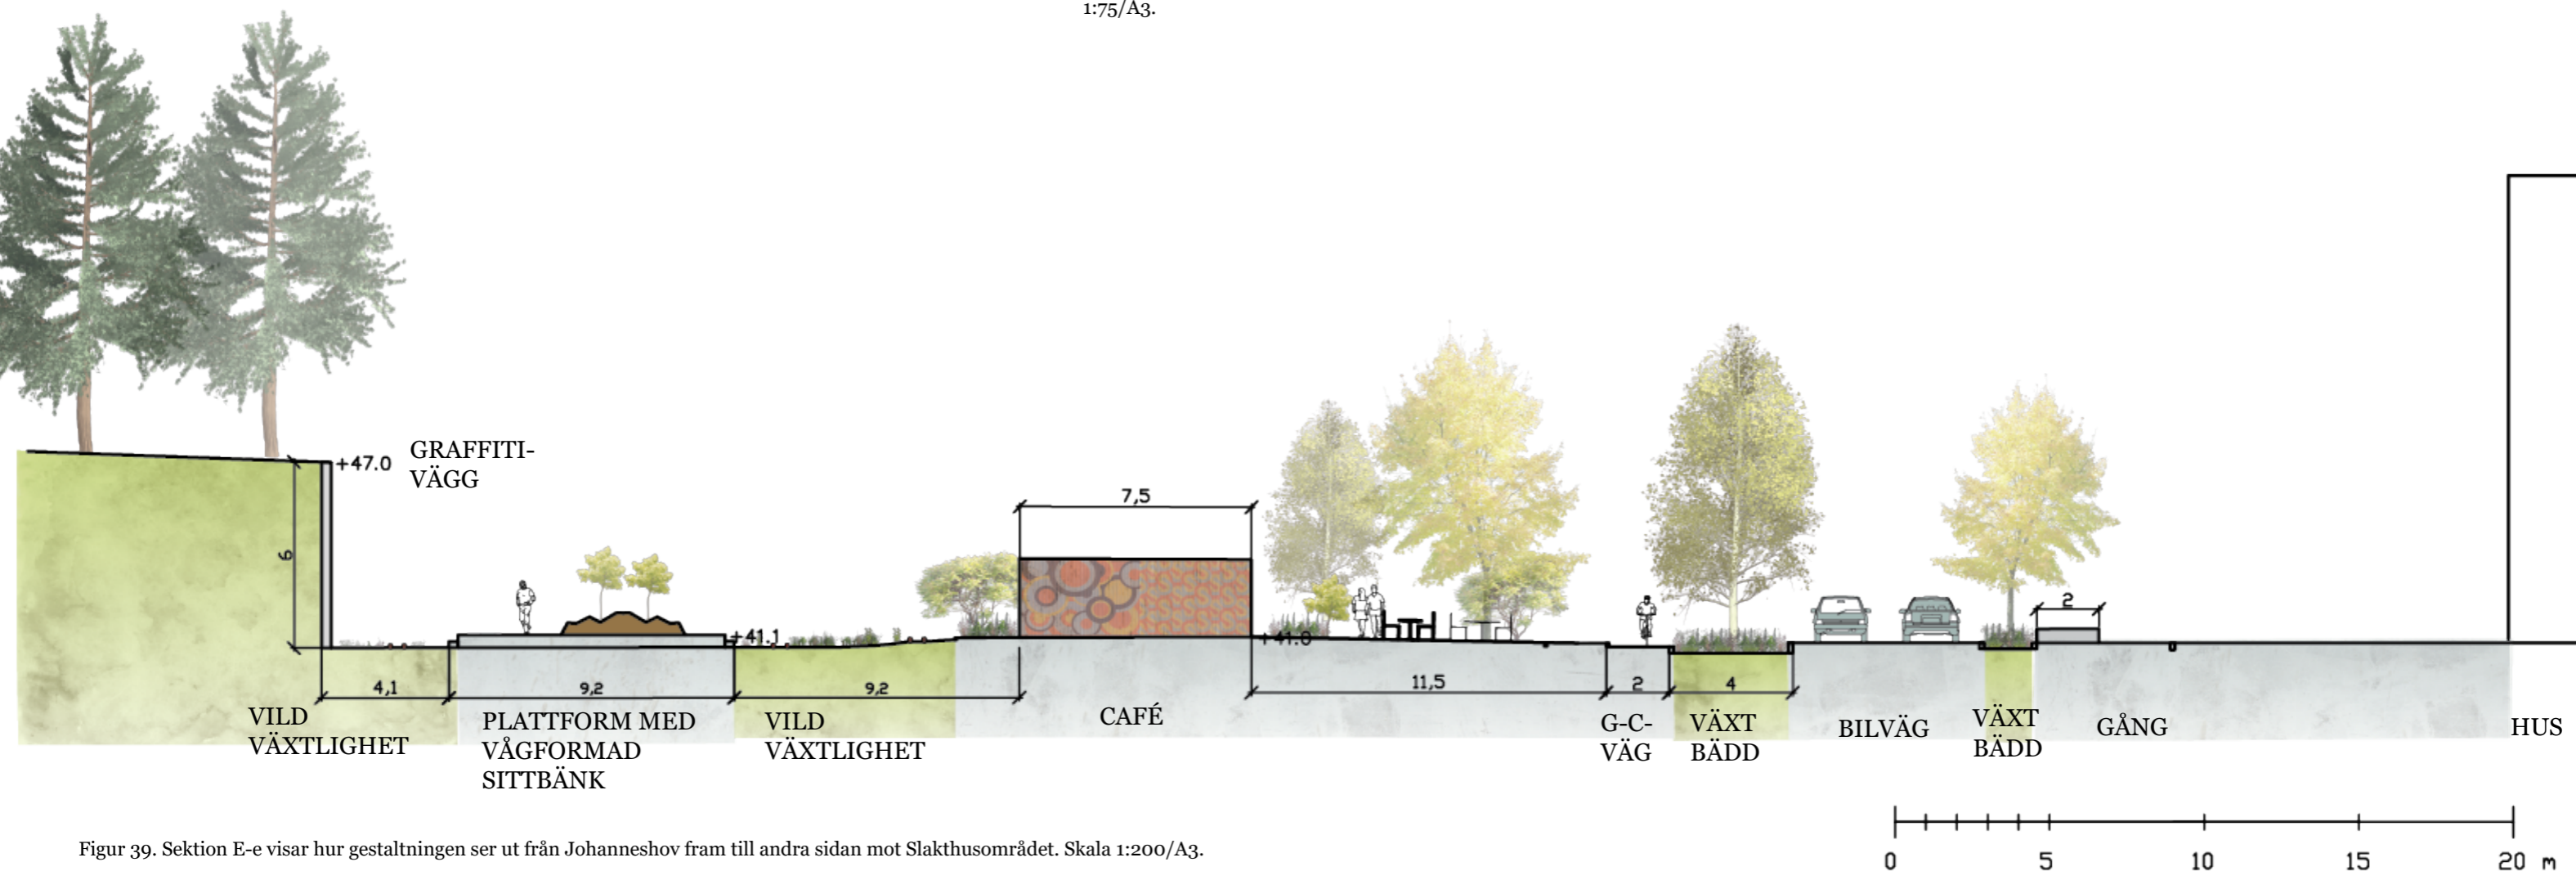 1:75/A3.
GRAFFITI-
VÄGG
+47.0
7,5
6
2
+41.1
+41.0
4,1
9,2
9,2
11,5
2
4
VILD
VÄXTLIGHET
PLATTFORM MED
VÅGFORMAD
SITTBÄNK
VILD
VÄXTLIGHET
CAFÉ
G-C-
VÄG
VÄXT
BÄDD
BILVÄG
VÄXT
BÄDD
GÅNG
HUS
0 5 10 15 20 m
Figur 39. Sektion E-e visar hur gestaltningen ser ut från Johanneshov fram till andra sidan mot Slakthusområdet. Skala 1:200/A3.